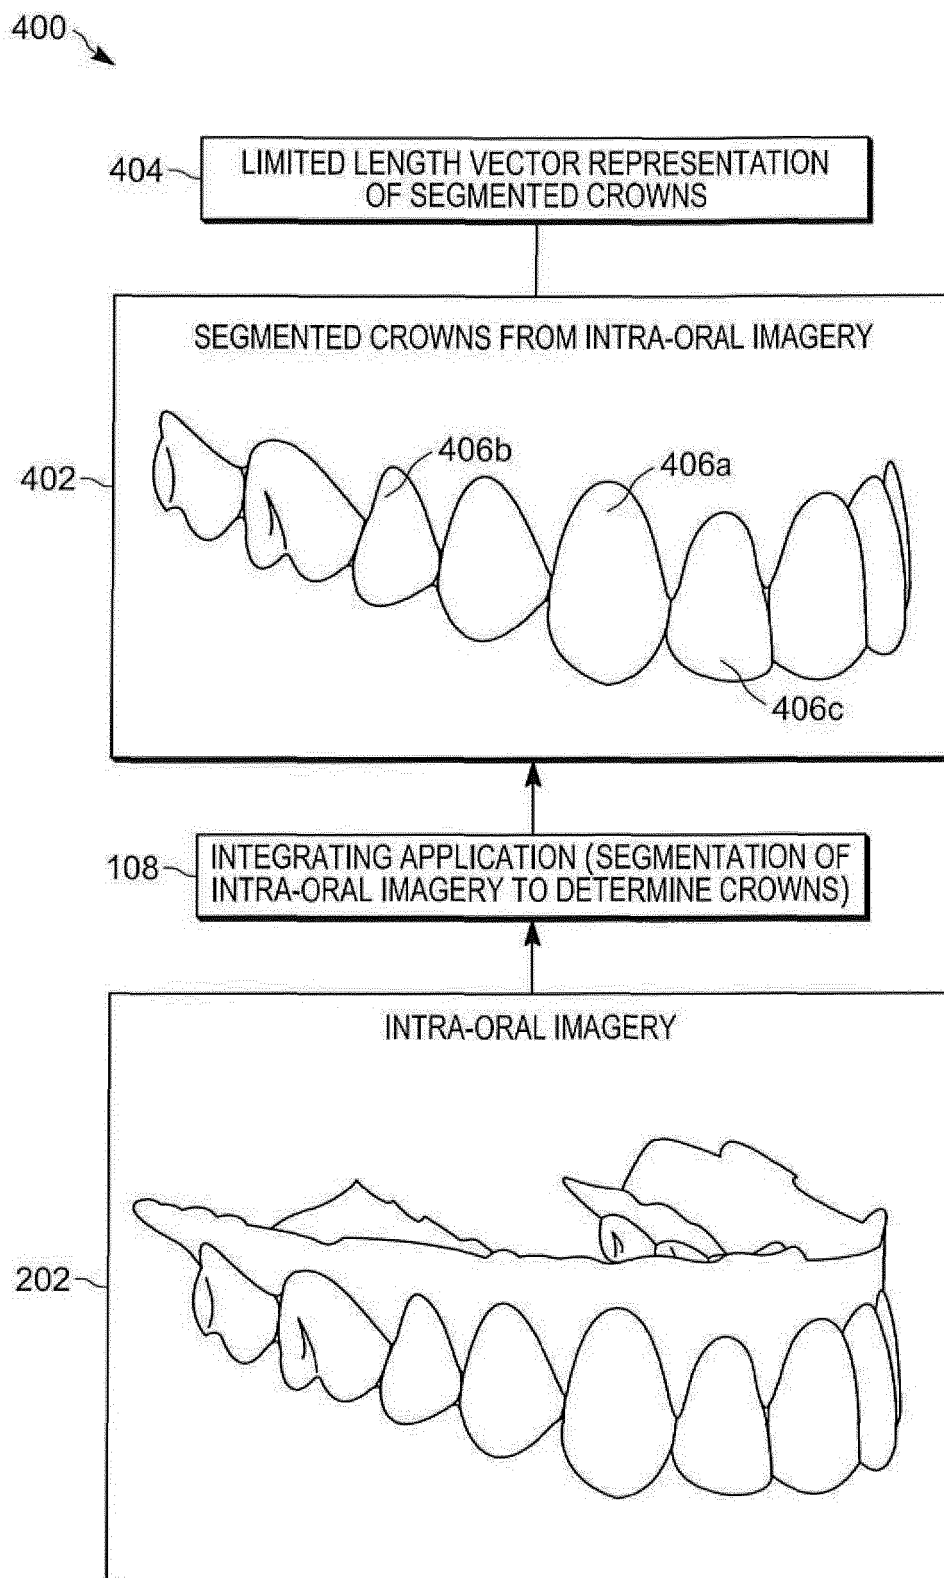 400
404
LIMITED LENGTH VECTOR REPRESENTATION
OF SEGMENTED CROWNS
SEGMENTED CROWNS FROM INTRA-ORAL IMAGERY
406b
406a
402
406c
108
INTEGRATING APPLICATION (SEGMENTATION OF
INTRA-ORAL IMAGERY TO DETERMINE CROWNS)
INTRA-ORAL IMAGERY
202